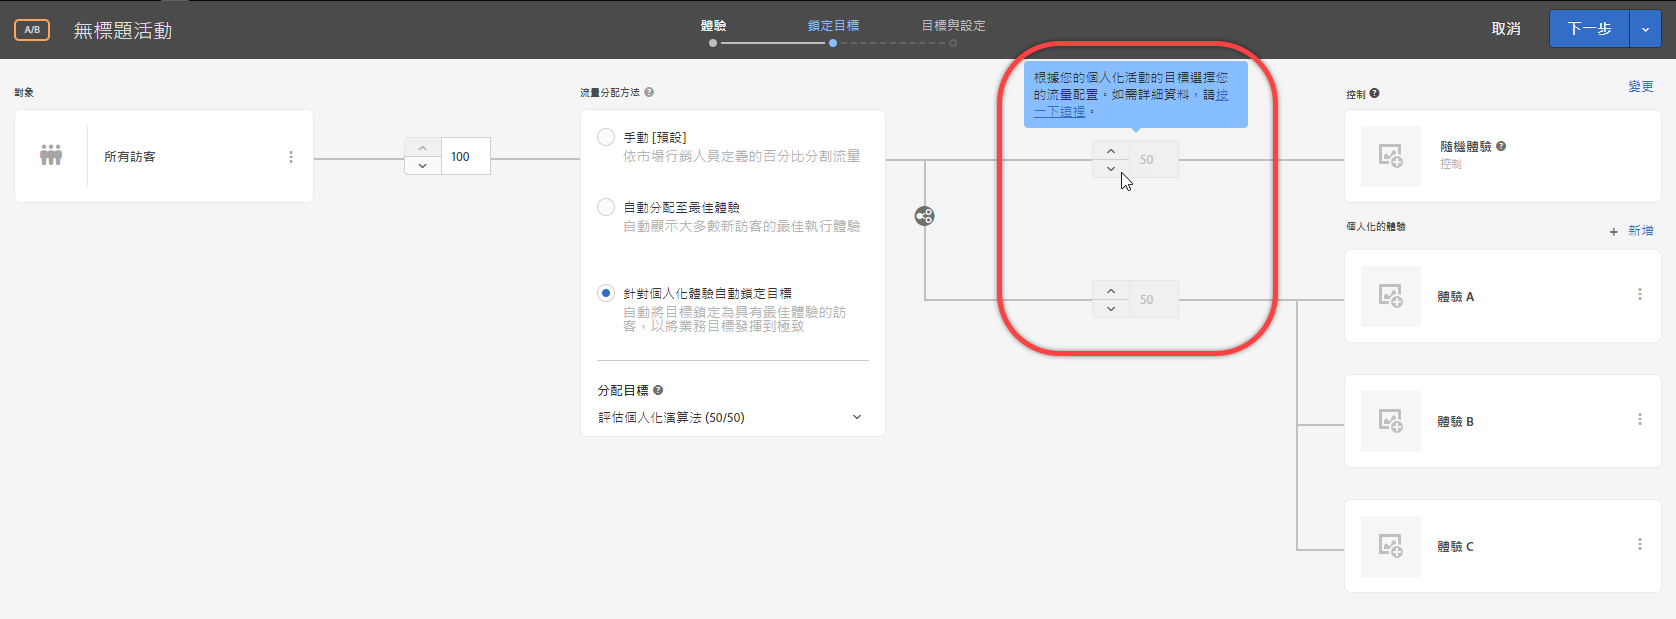 A/B
無標題活動
體驗
鎖定目標
目標與設定
取消
下一步
對象
所有訪客
100
流量分配方法
手動 [預設]
依市場行銷人員定義的百分比分割流量
自動分配至最佳體驗
自動顯示大多數新訪客的最佳執行體驗
針對個人化體驗自動鎖定目標
自動將目標鎖定為具有最佳體驗的訪
客，以將業務目標發揮到極致
分配目標
評估個人化演算法 (50/50)
根據您的個人化活動的目標選擇您
的流量配置。如需詳細資料，請按
一下這裡。
50
50
控制
變更
隨機體驗
控制
個人化的體驗
+ 新增
體驗 A
體驗 B
體驗 C